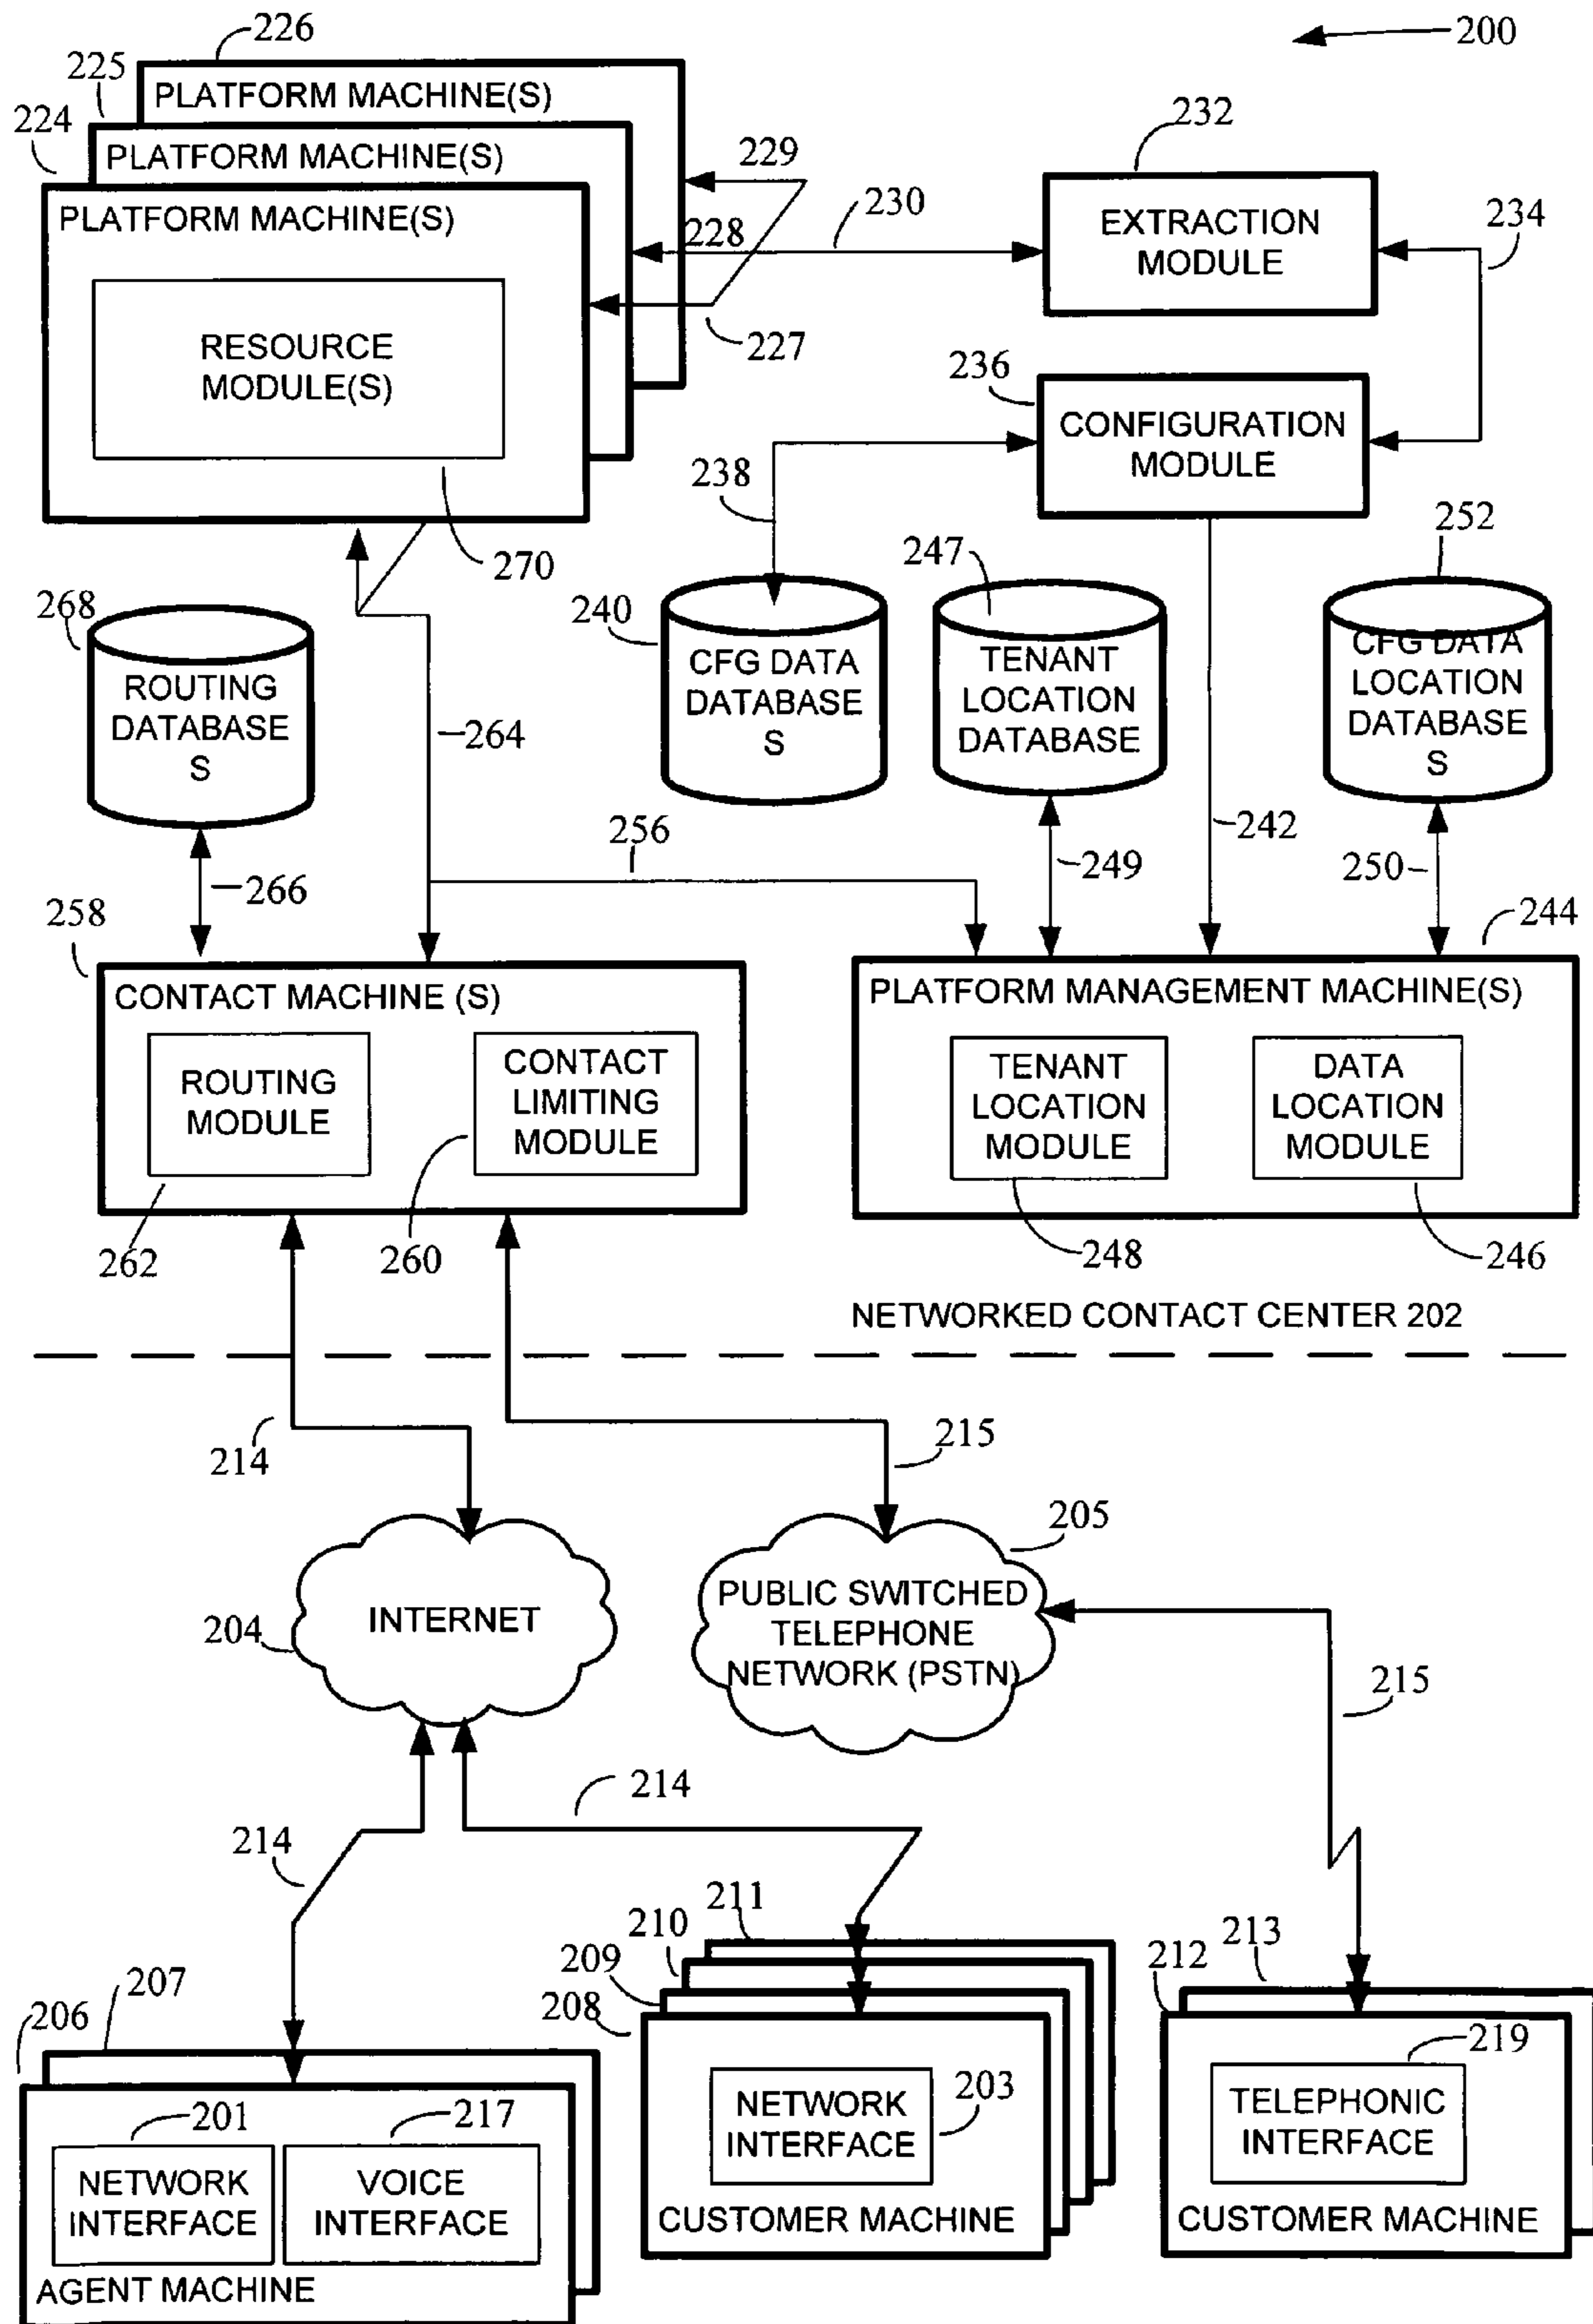 226
200
225
PLATFORM MACHINE(S)
224
PLATFORM MACHINE(S)
232
229
PLATFORM MACHINE(S)
230
234
228
EXTRACTION
MODULE
RESOURCE
MODULE(S)
227
236
CONFIGURATION
MODULE
238
252
270
247
268
240
ROUTING
DATABASE
S
CFG DATA
DATABASE
S
TENANT
LOCATION
DATABASE
CFG DATA
LOCATION
DATABASE
S
264
256
242
249
250
266
258
244
CONTACT MACHINE (S)
PLATFORM MANAGEMENT MACHINE(S)
ROUTING
MODULE
CONTACT
LIMITING
MODULE
TENANT
LOCATION
MODULE
DATA
LOCATION
MODULE
262
260
248
246
NETWORKED CONTACT CENTER 202
214
215
205
INTERNET
PUBLIC SWITCHED
TELEPHONE
NETWORK (PSTN)
204
215
214
214
211
210
213
209
212
207
208
206
219
201
217
NETWORK
INTERFACE
203
TELEPHONIC
INTERFACE
NETWORK
INTERFACE
VOICE
INTERFACE
CUSTOMER MACHINE
CUSTOMER MACHINE
AGENT MACHINE